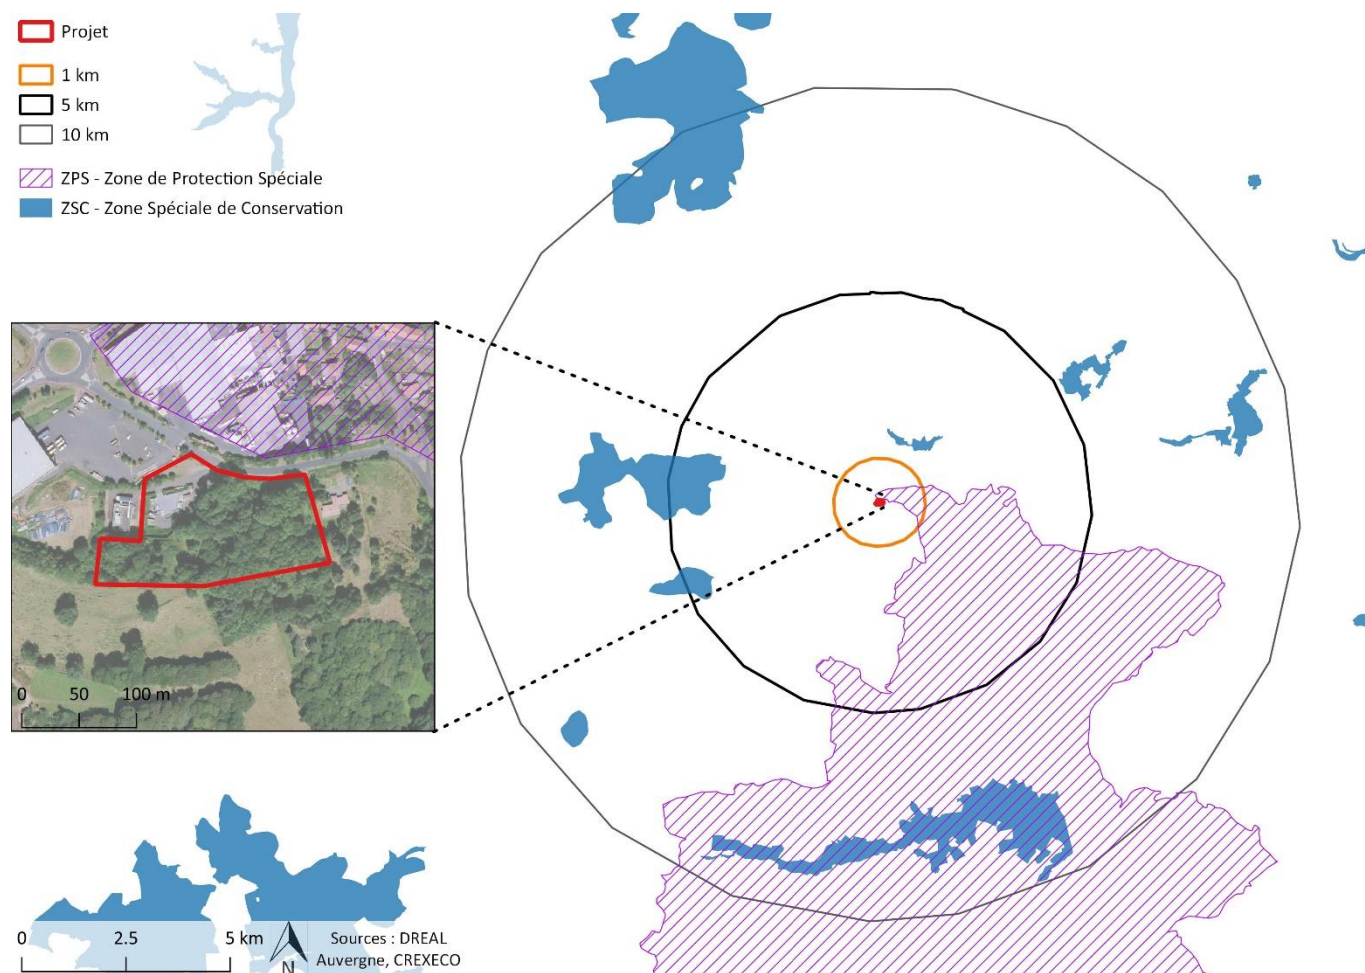 Projet
1 km
5 km
10 km
ZPS - Zone de Protection Spéciale
ZSC - Zone Spéciale de Conservation
0 50 100 m
0 2.5 5 km
N
Sources : DREAL
Auvergne, CREXECO